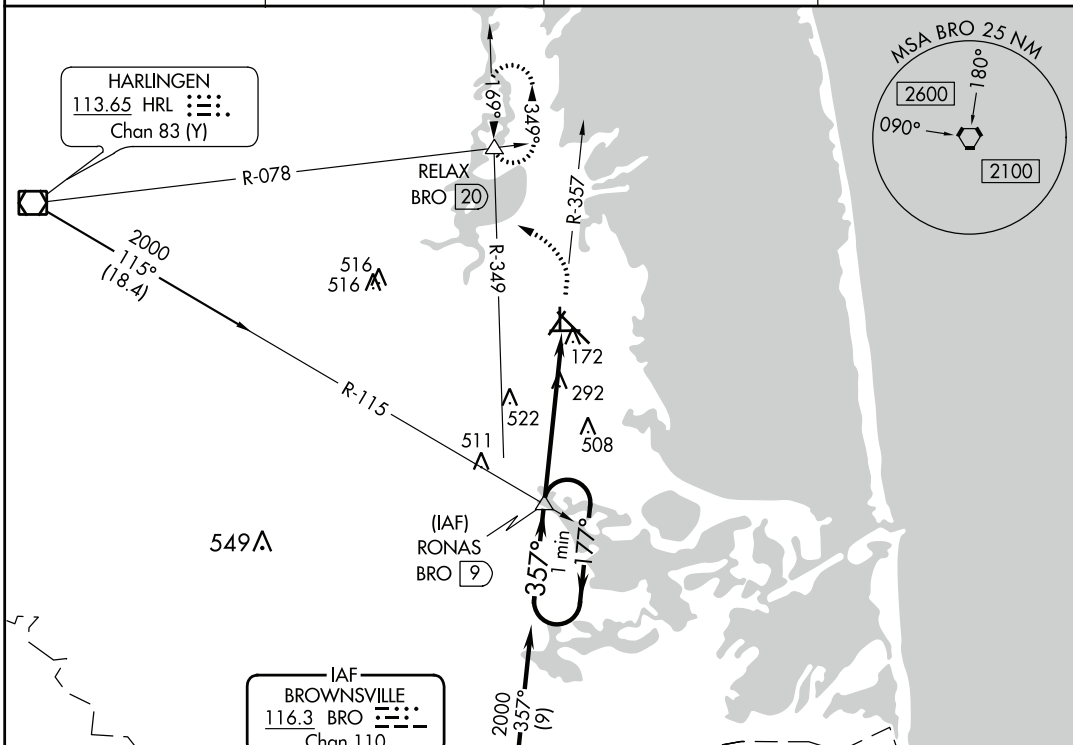 MSA BRO 25 NM
180°
2600
090°
2100
HARLINGEN
113.65 HRL
Chan 83 (Y)
169°
349°
R-078
RELAX
BRO 20
R-357
2000
115°
(18.4)
516
516
R-349
172
292
R-115
522
508
511
(IAF)
RONAS
BRO 9
549
357°
1 min
177°
IAF
BROWNSVILLE
116.3 BRO
Chan 110
2000
357°
(9)